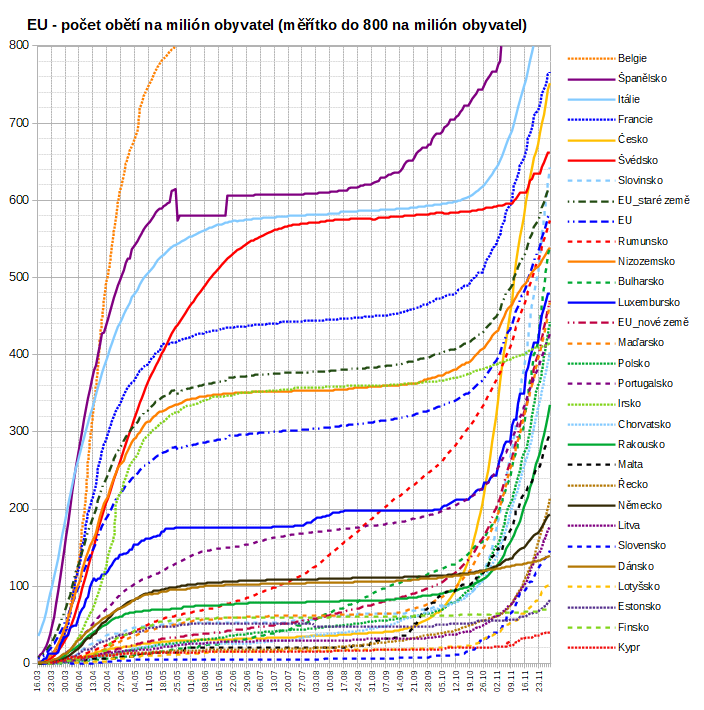 EU - počet obětí na milión obyvatel (měřítko do 800 na milión obyvatel)
800
700
600
500
400
300
200
100
0
16.03
23.03
30.03
06.04
13.04
20.04
27.04
04.05
11.05
18.05
25.05
01.06
08.06
15.06
22.06
29.06
06.07
13.07
20.07
27.07
03.08
10.08
17.08
24.08
31.08
07.09
14.09
21.09
28.09
05.10
12.10
19.10
26.10
02.11
09.11
16.11
23.11
Belgie
Španělsko
Itálie
Francie
Česko
Švédsko
Slovinsko
EU_staré země
EU
Rumunsko
Nizozemsko
Bulharsko
Luxembursko
EU_nové země
Maďarsko
Polsko
Portugalsko
Irsko
Chorvatsko
Rakousko
Malta
Řecko
Německo
Litva
Slovensko
Dánsko
Lotyšsko
Estonsko
Finsko
Kypr